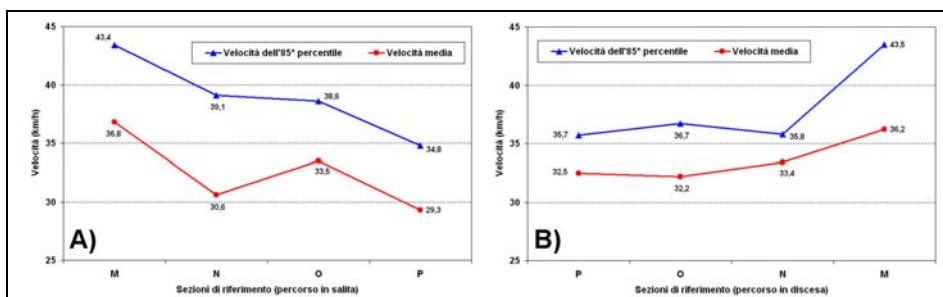 45
43,4
Velocità dell'85° percentile
Velocità media
40
39,1
38,6
36,8
35
34,8
33,5
30,6
30
29,3
25
A)
M N O P
Velocità (km/h)
Sezioni di riferimento (percorso in salita)
45
Velocità dell'85° percentile
Velocità media
43,5
40
36,7
36,2
35,7
35,8
35
33,4
32,5
32,2
30
25
B)
P O N M
Velocità (km/h)
Sezioni di riferimento (percorso in discesa)